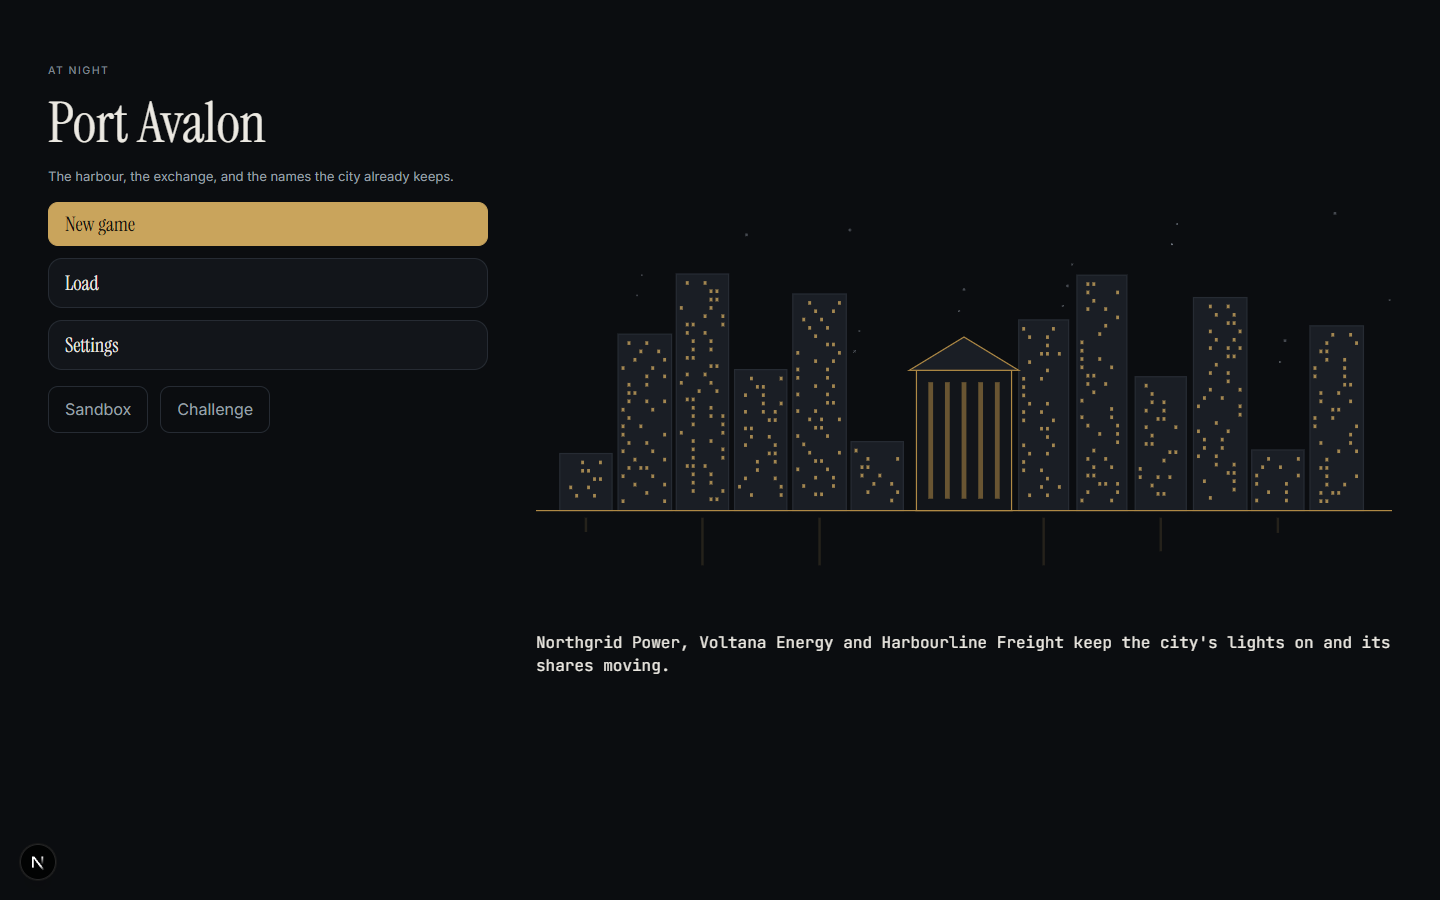 AT NIGHT
Port Avalon
The harbour, the exchange, and the names the city already keeps.
New game
Load
Settings
Sandbox
Challenge
Northgrid Power, Voltana Energy and Harbourline Freight keep the city's lights on and its
shares moving.
N